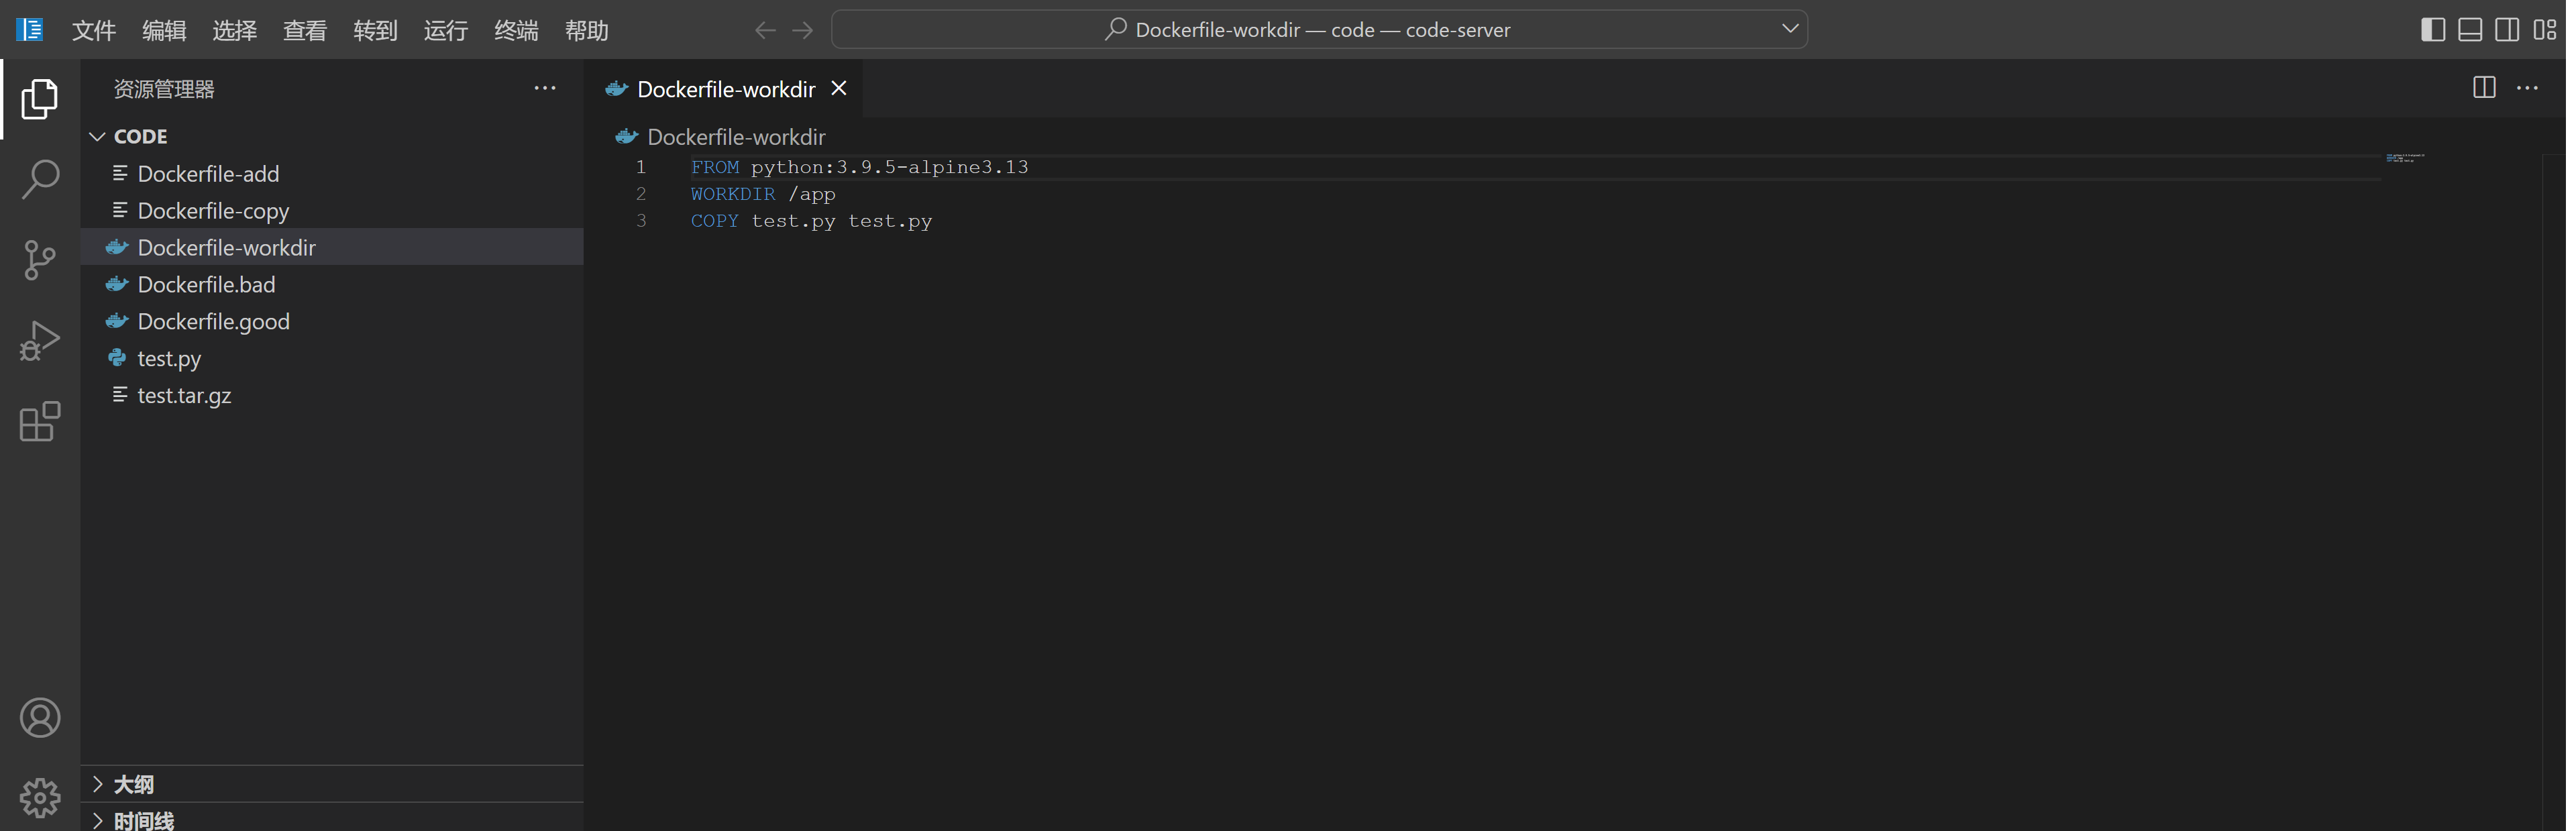 文件 编辑 选择 查看 转到 运行 终端 帮助
Dockerfile-workdir — code — code-server
资源管理器
CODE
Dockerfile-add
Dockerfile-copy
Dockerfile-workdir
Dockerfile.bad
Dockerfile.good
test.py
test.tar.gz
大纲
时间线
Dockerfile-workdir
Dockerfile-workdir
1 FROM python:3.9.5-alpine3.13
2 WORKDIR /app
3 COPY test.py test.py